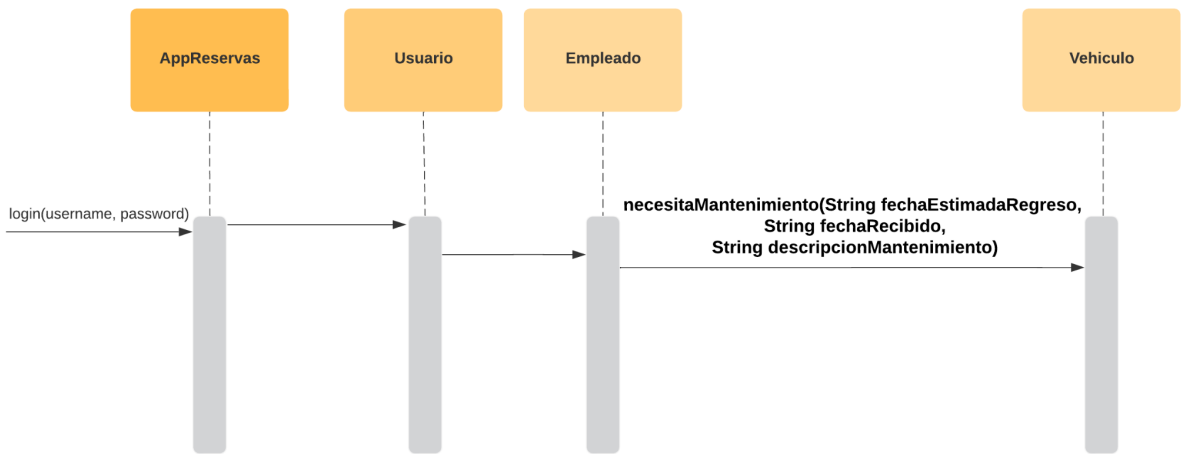 AppReservas
Usuario
Empleado
Vehiculo
login(username, password)
necesitaMantenimiento(String fechaEstimadaRegreso,
String fechaRecibido,
String descripcionMantenimiento)